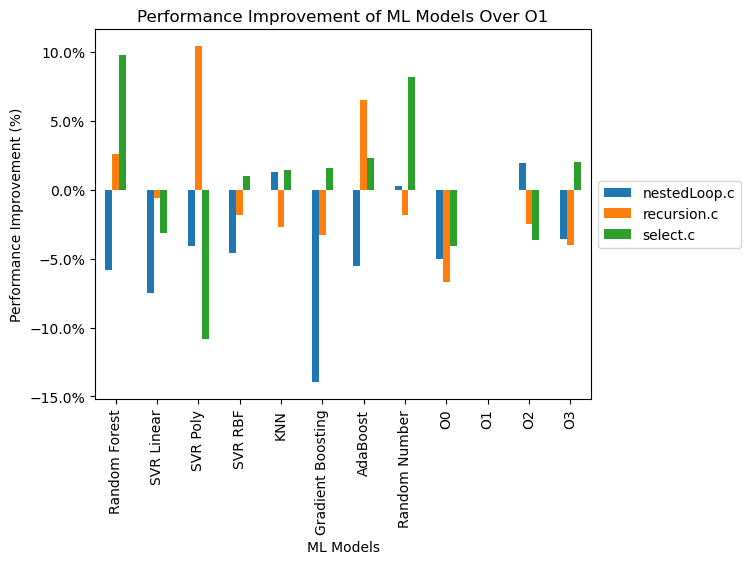 Performance Improvement of ML Models Over O1
Performance Improvement (%)
10.0%
5.0%
0.0%
−5.0%
−10.0%
−15.0%
Random Forest
SVR Linear
SVR Poly
SVR RBF
KNN
Gradient Boosting
AdaBoost
Random Number
O0
O1
O2
O3
ML Models
nestedLoop.c
recursion.c
select.c